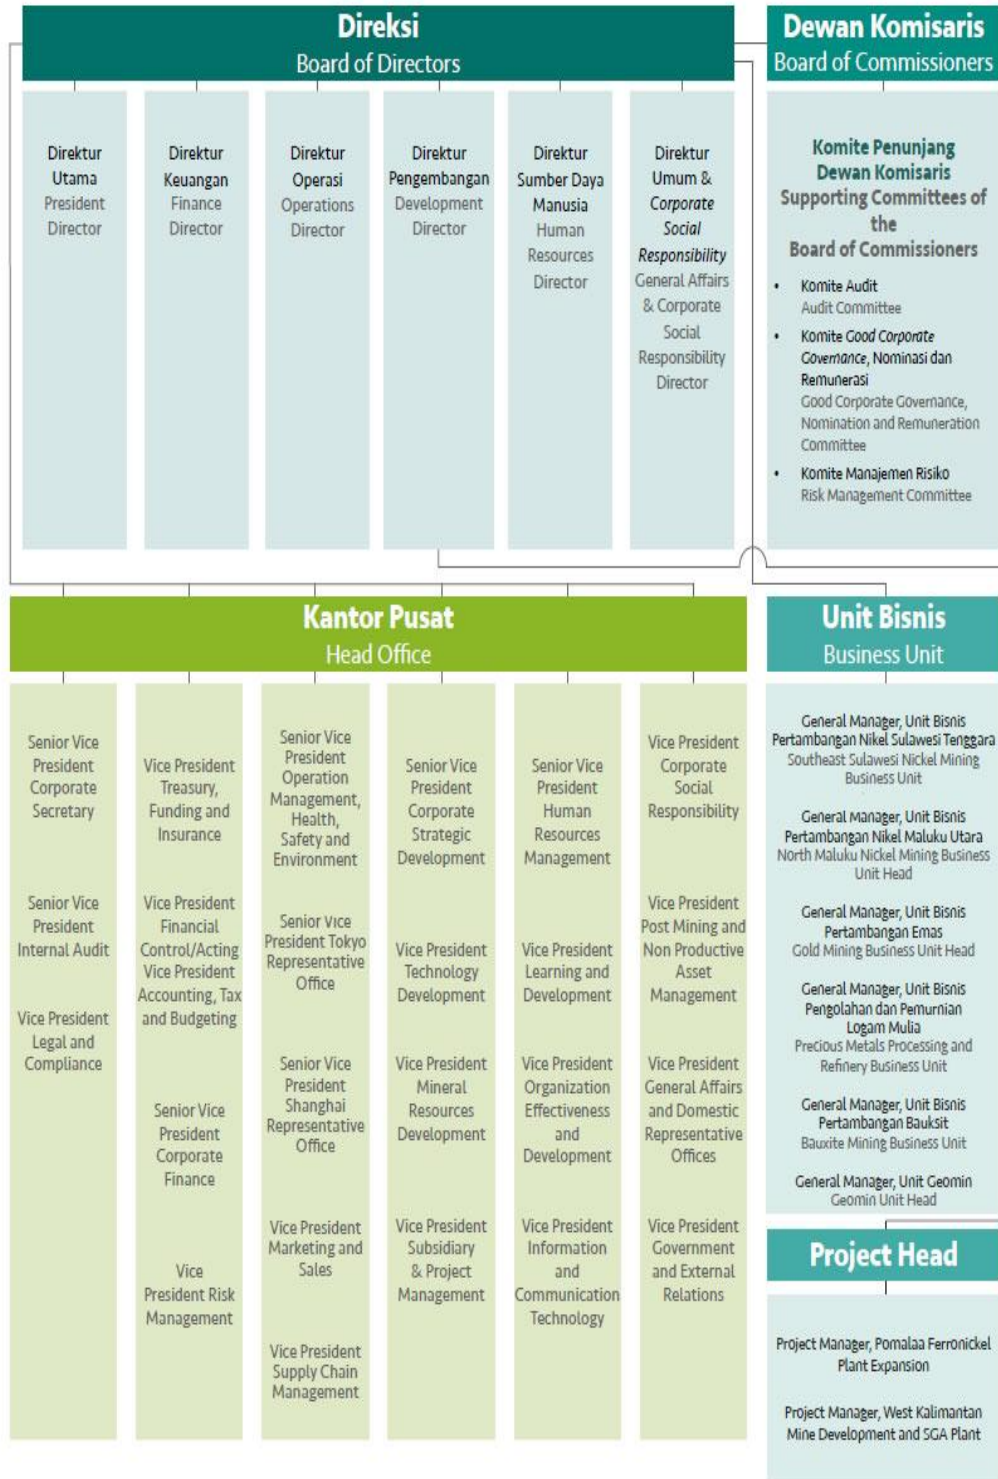 Direksi
Board of Directors
Dewan Komisaris
Board of Commissioners
Direktur
Utama
President
Director
Direktur
Keuangan
Finance
Director
Direktur
Operasi
Operations
Director
Direktur
Pengembangan
Development
Director
Direktur
Sumber Daya
Manusia
Human
Resources
Director
Direktur
Umum &
Corporate
Social
Responsibility
General Affairs
& Corporate
Social
Responsibility
Director
Komite Penunjang
Dewan Komisaris
Supporting Committees of
the
Board of Commissioners
• Komite Audit
Audit Committee
• Komite Good Corporate
Governance, Nominasi dan
Remunerasi
Good Corporate Governance,
Nomination and Remuneration
Committee
• Komite Manajemen Risiko
Risk Management Committee
Kantor Pusat
Head Office
Senior Vice
President
Corporate
Secretary
Senior Vice
President
Internal Audit
Vice President
Legal and
Compliance
Vice President
Treasury,
Funding and
Insurance
Vice President
Financial
Control/Acting
Vice President
Accounting, Tax
and Budgeting
Senior Vice
President
Corporate
Finance
Vice
President Risk
Management
Senior Vice
President
Operation
Management,
Health,
Safety and
Environment
Senior Vice
President Tokyo
Representative
Office
Senior Vice
President
Shanghai
Representative
Office
Vice President
Marketing and
Sales
Vice President
Supply Chain
Management
Senior Vice
President
Corporate
Strategic
Development
Vice President
Technology
Development
Vice President
Mineral
Resources
Development
Vice President
Subsidiary
& Project
Management
Senior Vice
President
Human
Resources
Management
Vice President
Learning and
Development
Vice President
Organization
Effectiveness
and
Development
Vice President
Information
and
Communication
Technology
Vice President
Corporate
Social
Responsibility
Vice President
Post Mining and
Non Productive
Asset
Management
Vice President
General Affairs
and Domestic
Representative
Offices
Vice President
Government
and External
Relations
Unit Bisnis
Business Unit
General Manager, Unit Bisnis
Pertambangan Nikel Sulawesi Tenggara
Southeast Sulawesi Nickel Mining
Business Unit
General Manager, Unit Bisnis
Pertambangan Nikel Maluku Utara
North Maluku Nickel Mining Business
Unit Head
General Manager, Unit Bisnis
Pertambangan Emas
Gold Mining Business Unit Head
General Manager, Unit Bisnis
Pengolahan dan Pemurnian
Logam Mulia
Precious Metals Processing and
Refinery Business Unit
General Manager, Unit Bisnis
Pertambangan Bauksit
Bauxite Mining Business Unit
General Manager, Unit Geomin
Geomin Unit Head
Project Head
Project Manager, Pomalaa Ferronickel
Plant Expansion
Project Manager, West Kalimantan
Mine Development and SGA Plant